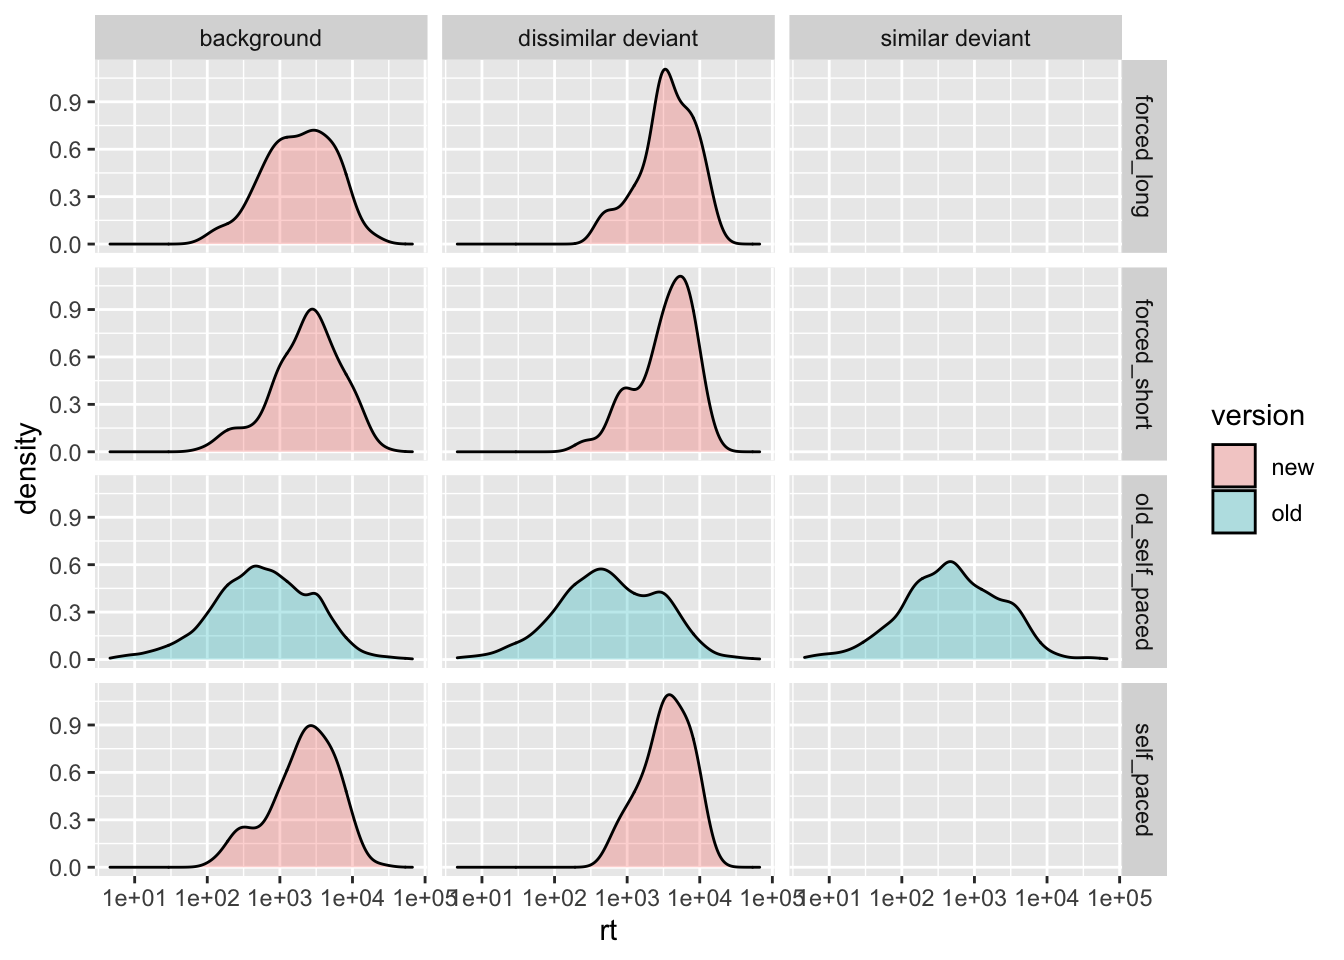 background
dissimilar deviant
similar deviant
0.9
0.6
0.3
0.0
forced_long
0.9
0.6
0.3
0.0
forced_short
density
0.9
0.6
0.3
0.0
old_self_paced
version
new
old
0.9
0.6
0.3
0.0
self_paced
1e+01 1e+02 1e+03 1e+04 1e+05
1e+01 1e+02 1e+03 1e+04 1e+05
1e+01 1e+02 1e+03 1e+04 1e+05
rt